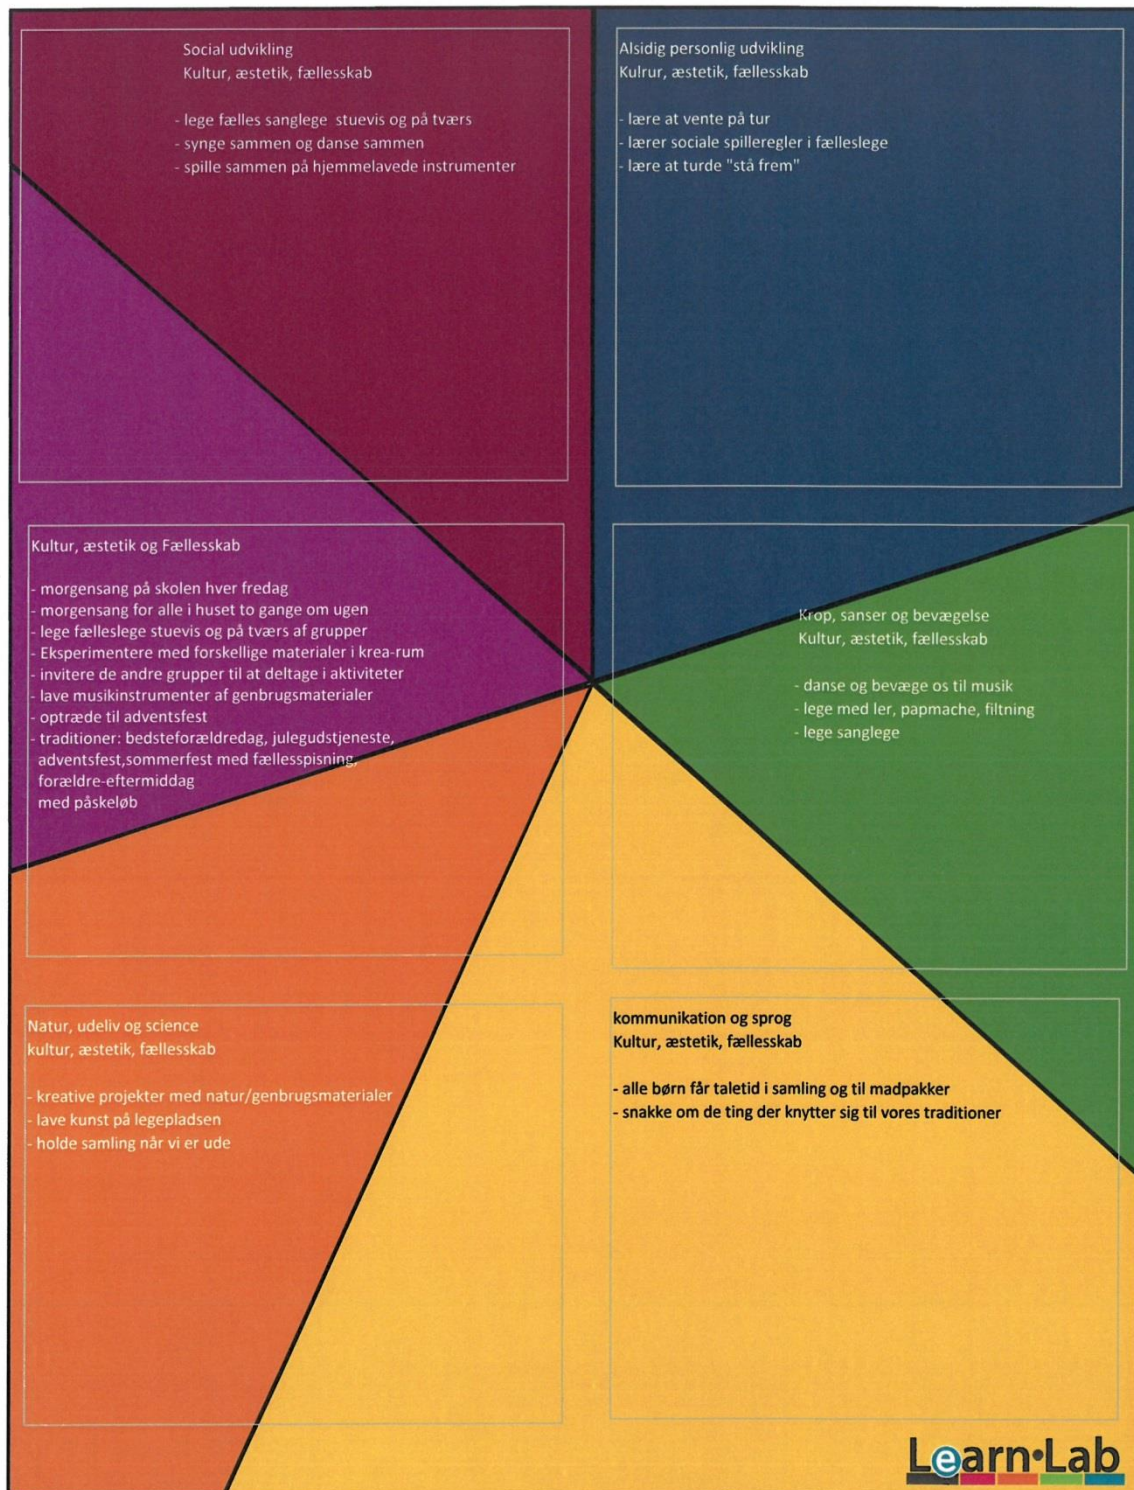 Social udvikling
Kultur, æstetik, fællesskab
- lege fælles sanglege stuevis og på tværs
- synge sammen og danse sammen
- spille sammen på hjemmelavede instrumenter
Alsidig personlig udvikling
Kulrur, æstetik, fællesskab
- lære at vente på tur
- lærer sociale spilleregler i fælleslege
- lære at turde "stå frem"
Kultur, æstetik og Fællesskab
- morgensang på skolen hver fredag
- morgensang for alle i huset to gange om ugen
- lege fælleslege stuevis og på tværs af grupper
- Eksperimentere med forskellige materialer i krea-rum
- invitere de andre grupper til at deltage i aktiviteter
- lave musikinstrumenter af genbrugsmaterialer
- optræde til adventsfest
- traditioner: bedsteforældredag, julegudstjeneste,
adventsfest,sommerfest med fællesspisning,
forældre-eftermiddag
med påskeløb
Krop, sanser og bevægelse
Kultur, æstetik, fællesskab
- danse og bevæge os til musik
- lege med ler, papmache, filtning
- lege sanglege
Natur, udeliv og science
kultur, æstetik, fællesskab
- kreative projekter med natur/genbrugsmaterialer
- lave kunst på legepladsen
- holde samling når vi er ude
kommunikation og sprog
Kultur, æstetik, fællesskab
- alle børn får taletid i samling og til madpakker
- snakke om de ting der knytter sig til vores traditioner
Learn•Lab